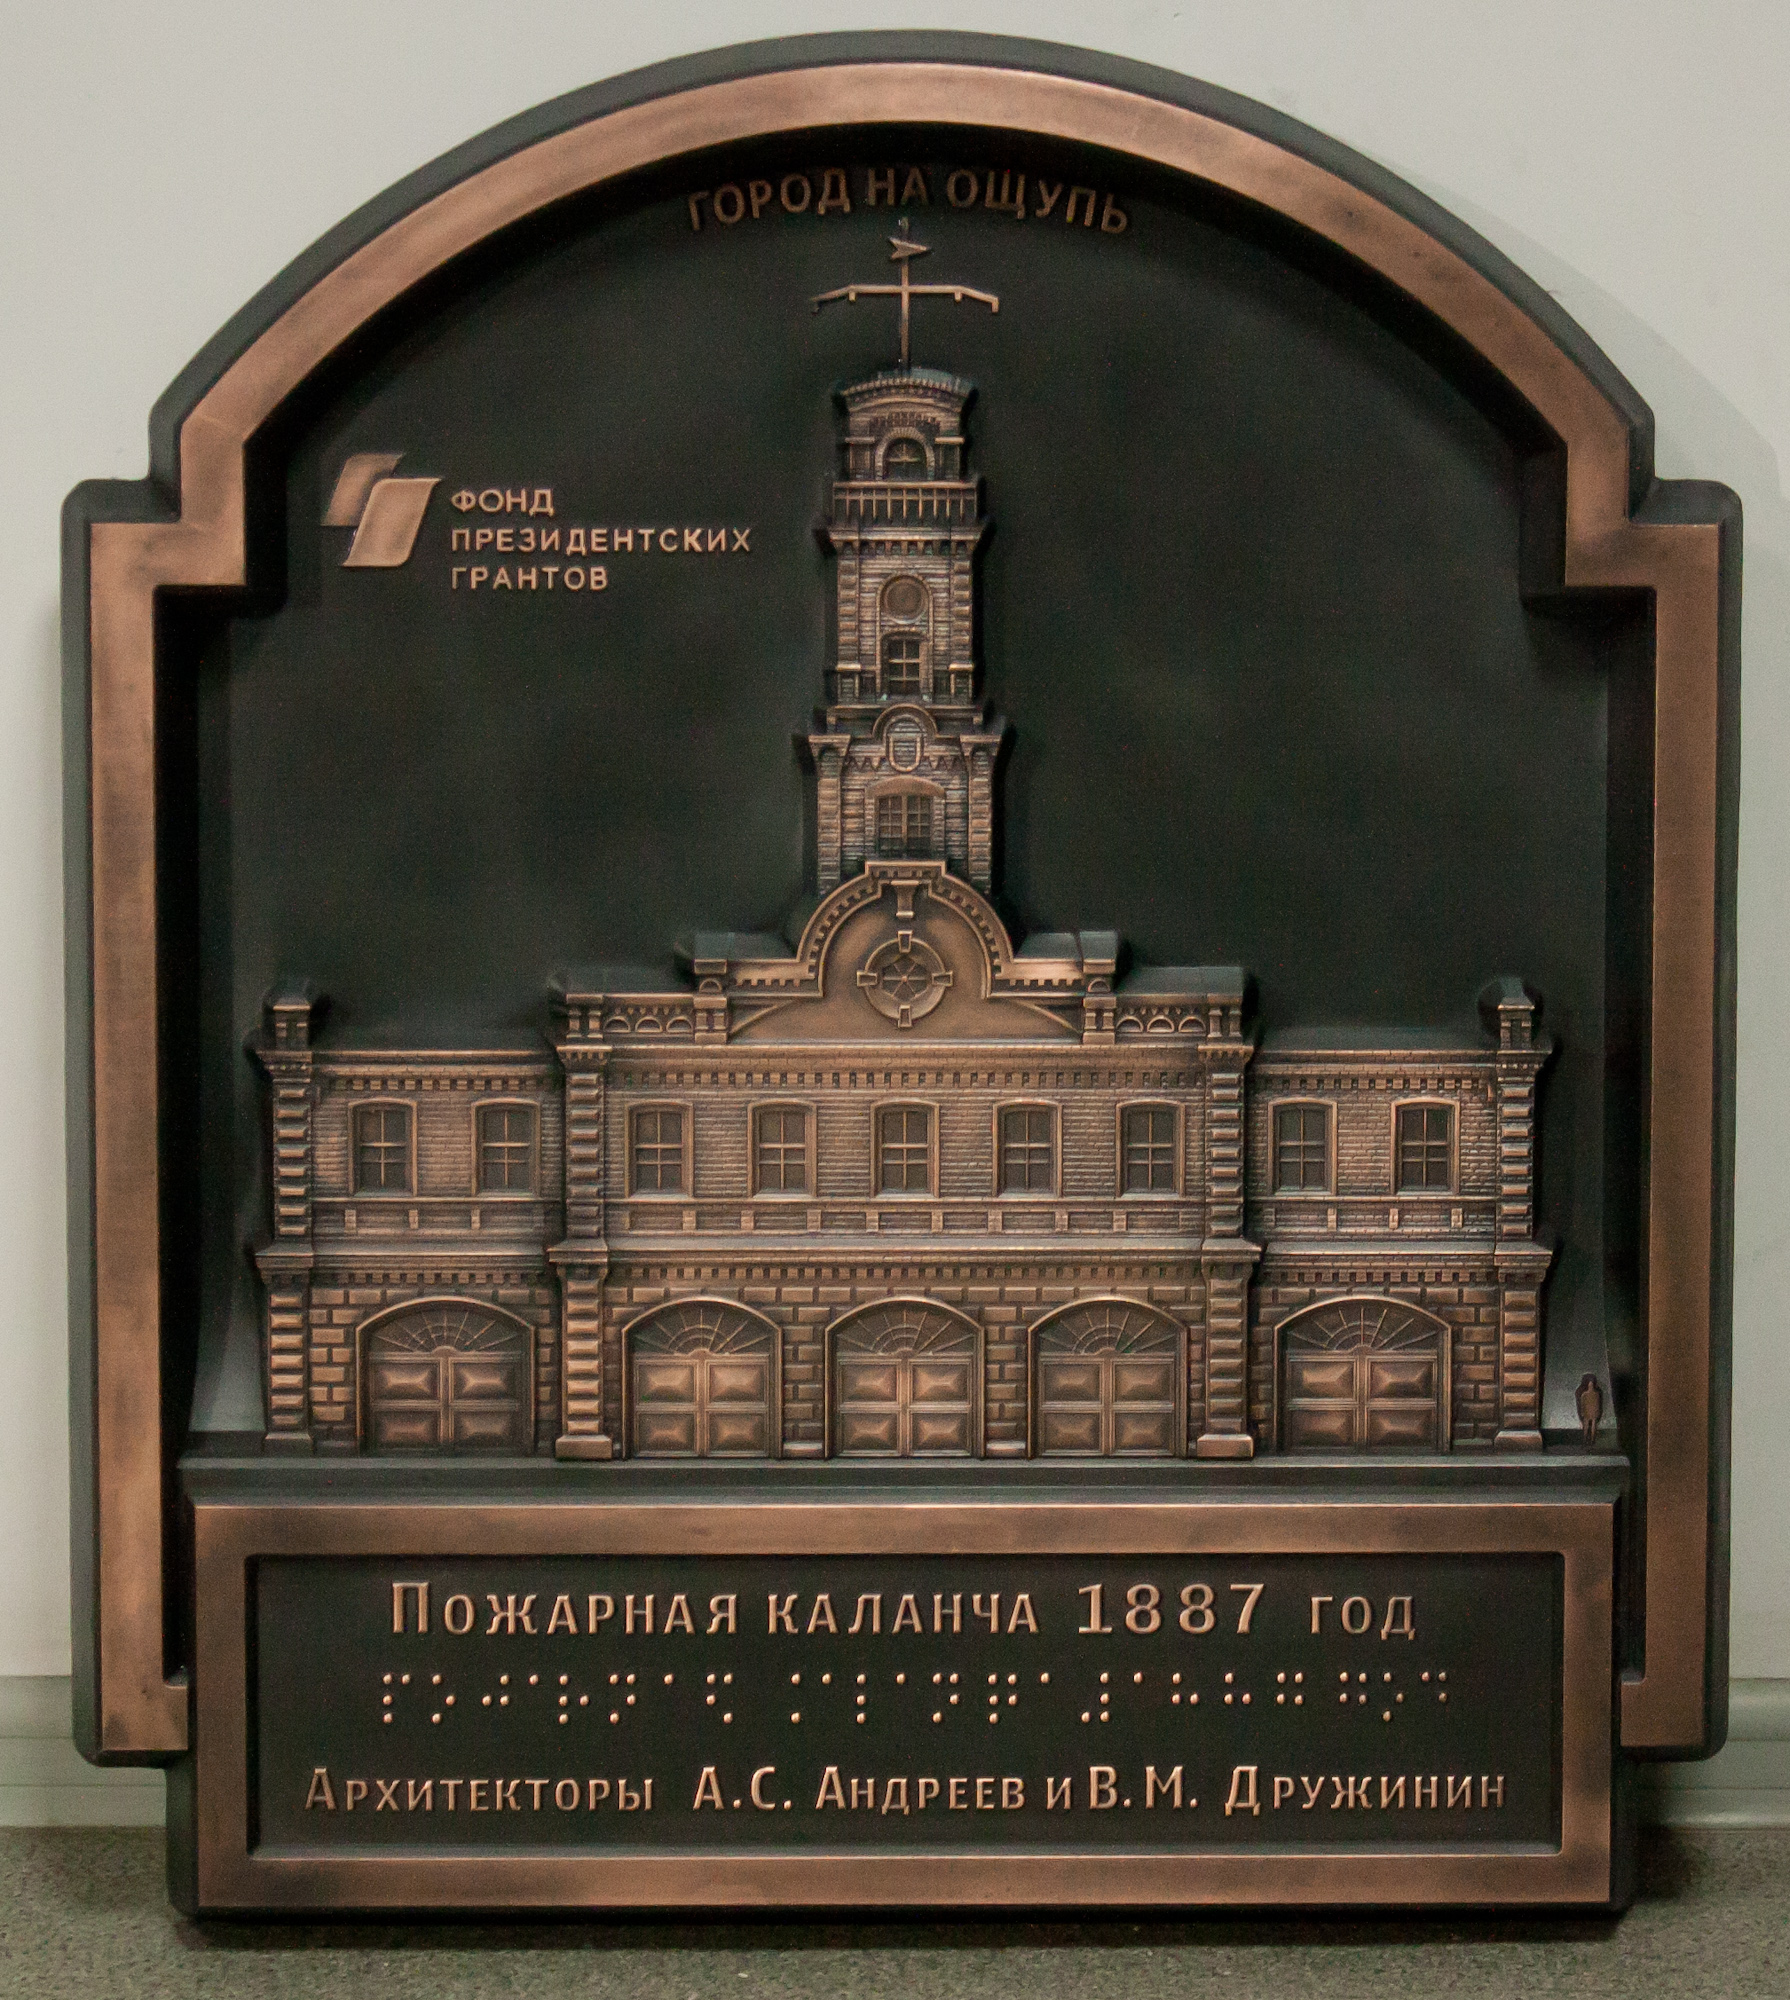 ГОРОД НА ОЩУПЬ
ФОНД
ПРЕЗИДЕНТСКИХ
ГРАНТОВ
ПОЖАРНАЯ КАЛАНЧА 1887 ГОД
⠏⠕⠚⠁⠗⠝⠁⠫ ⠅⠁⠇⠁⠝⠟⠁ ⠼⠁⠓⠓⠛ ⠛⠕⠙
АРХИТЕКТОРЫ А.С. АНДРЕЕВ И В.М. ДРУЖИНИН